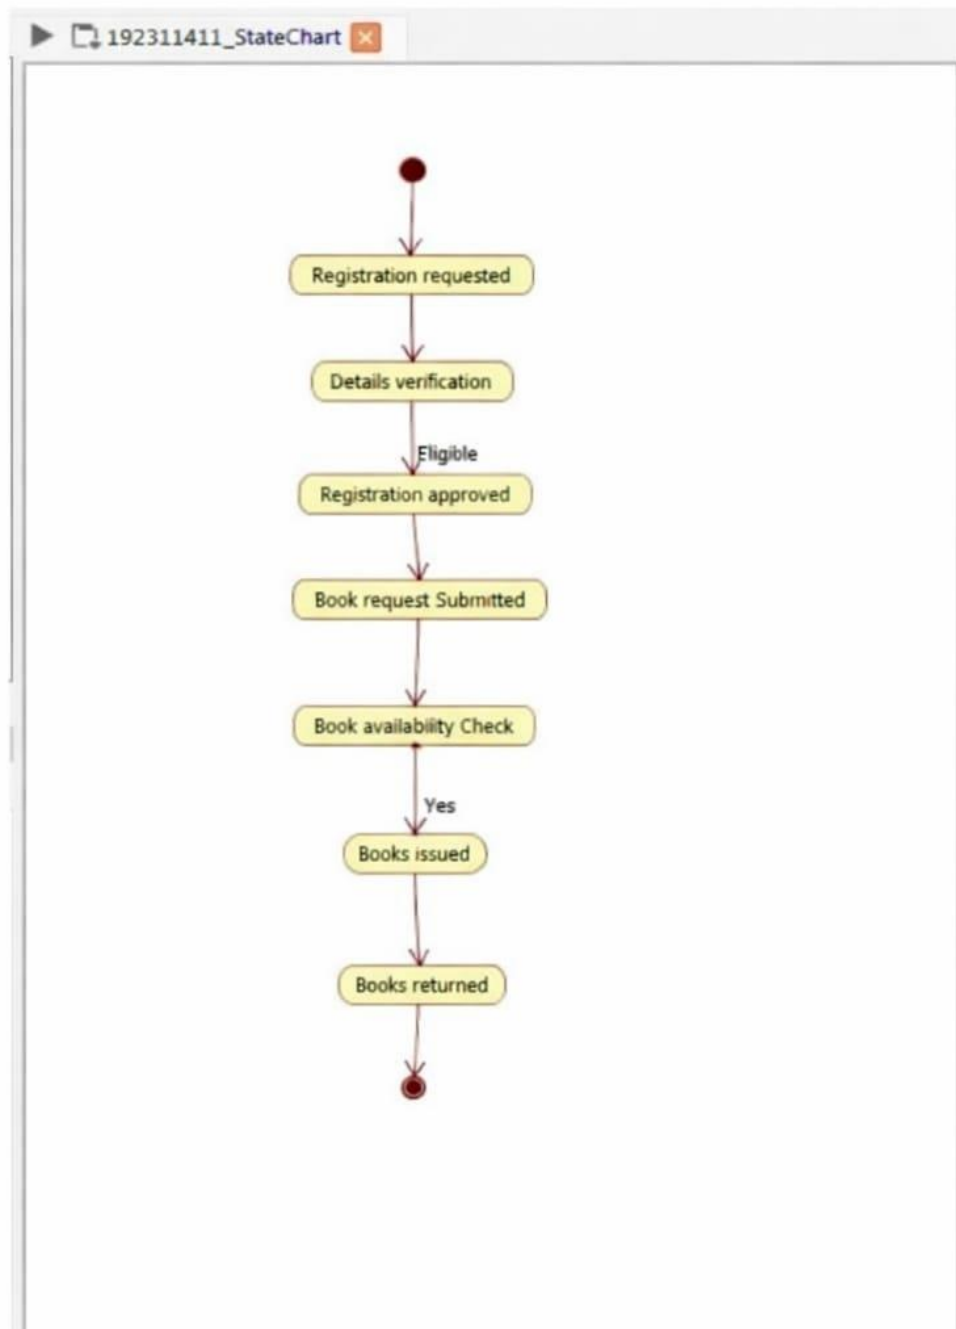 192311411_StateChart
Registration requested
Details verification
Eligible
Registration approved
Book request Submitted
Book availability Check
Yes
Books issued
Books returned